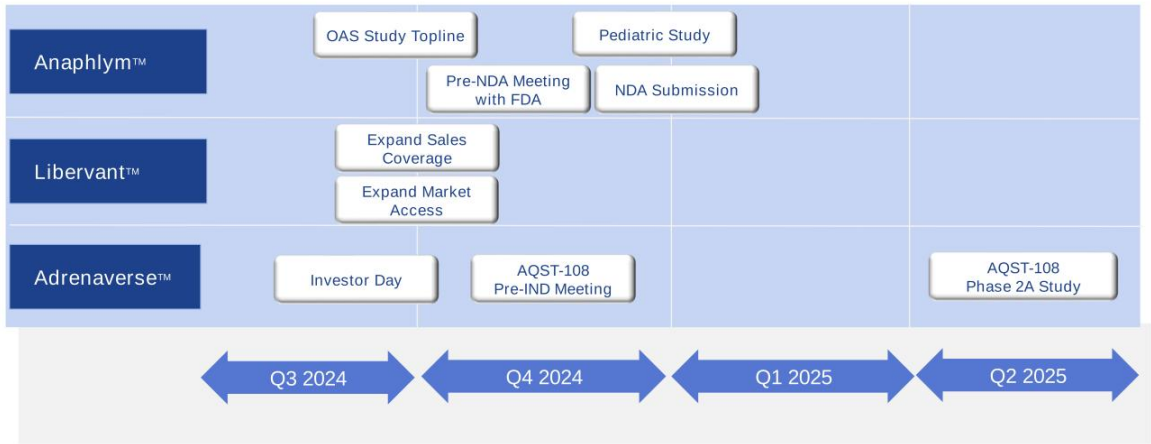 OAS Study Topline
Pediatric Study
Anaphlym™
Pre-NDA Meeting
with FDA
NDA Submission
Expand Sales
Coverage
Libervant™
Expand Market
Access
Adrenaverse™
Investor Day
AQST-108
Pre-IND Meeting
AQST-108
Phase 2A Study
Q3 2024
Q4 2024
Q1 2025
Q2 2025